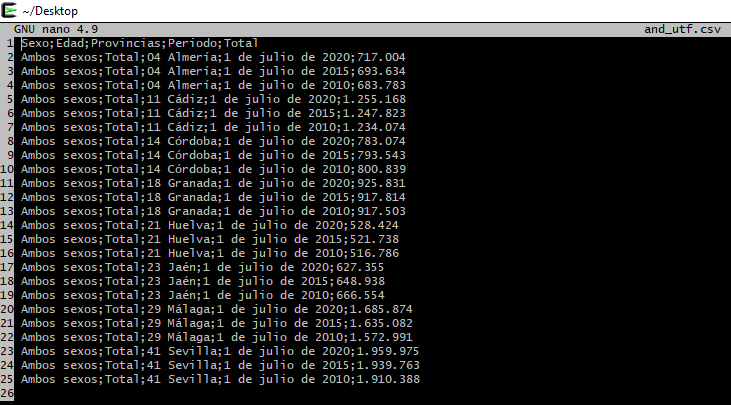 ~/Desktop
GNU nano 4.9 and_utf.csv
1 Sexo;Edad;Provincias;Periodo;Total
2 Ambos sexos;Total;04 Almería;1 de julio de 2020;717.004
3 Ambos sexos;Total;04 Almería;1 de julio de 2015;693.634
4 Ambos sexos;Total;04 Almería;1 de julio de 2010;683.783
5 Ambos sexos;Total;11 Cádiz;1 de julio de 2020;1.255.168
6 Ambos sexos;Total;11 Cádiz;1 de julio de 2015;1.247.823
7 Ambos sexos;Total;11 Cádiz;1 de julio de 2010;1.234.074
8 Ambos sexos;Total;14 Córdoba;1 de julio de 2020;783.074
9 Ambos sexos;Total;14 Córdoba;1 de julio de 2015;793.543
10 Ambos sexos;Total;14 Córdoba;1 de julio de 2010;800.839
11 Ambos sexos;Total;18 Granada;1 de julio de 2020;925.831
12 Ambos sexos;Total;18 Granada;1 de julio de 2015;917.814
13 Ambos sexos;Total;18 Granada;1 de julio de 2010;917.503
14 Ambos sexos;Total;21 Huelva;1 de julio de 2020;528.424
15 Ambos sexos;Total;21 Huelva;1 de julio de 2015;521.738
16 Ambos sexos;Total;21 Huelva;1 de julio de 2010;516.786
17 Ambos sexos;Total;23 Jaén;1 de julio de 2020;627.355
18 Ambos sexos;Total;23 Jaén;1 de julio de 2015;648.938
19 Ambos sexos;Total;23 Jaén;1 de julio de 2010;666.554
20 Ambos sexos;Total;29 Málaga;1 de julio de 2020;1.685.874
21 Ambos sexos;Total;29 Málaga;1 de julio de 2015;1.635.082
22 Ambos sexos;Total;29 Málaga;1 de julio de 2010;1.572.991
23 Ambos sexos;Total;41 Sevilla;1 de julio de 2020;1.959.975
24 Ambos sexos;Total;41 Sevilla;1 de julio de 2015;1.939.763
25 Ambos sexos;Total;41 Sevilla;1 de julio de 2010;1.910.388
26